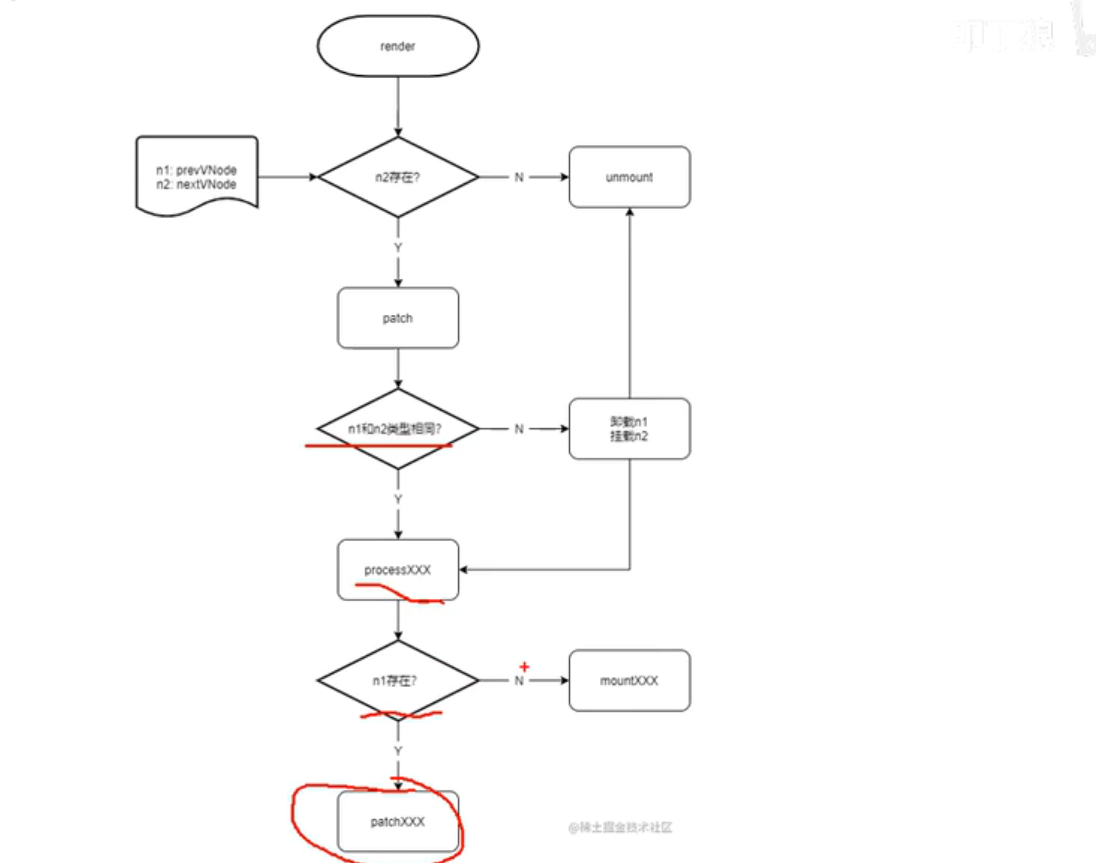 render
n1: prevVNode
n2: nextVNode
n2存在?
N
unmount
Y
patch
n1和n2类型相同?
N
卸载n1
挂载n2
Y
processXXX
n1存在?
N
mountXXX
Y
patchXXX
@稀土掘金技术社区